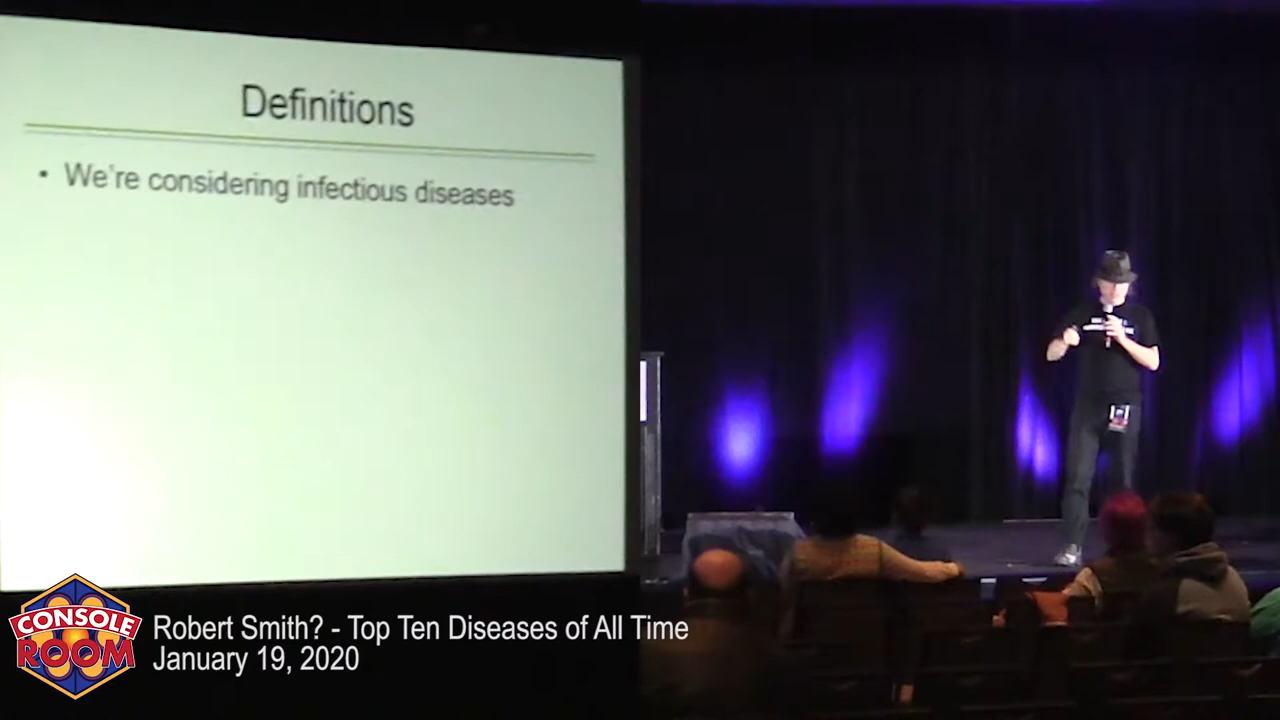 Definitions
• We're considering infectious diseases
CONSOLE
ROOM
Robert Smith? - Top Ten Diseases of All Time
January 19, 2020